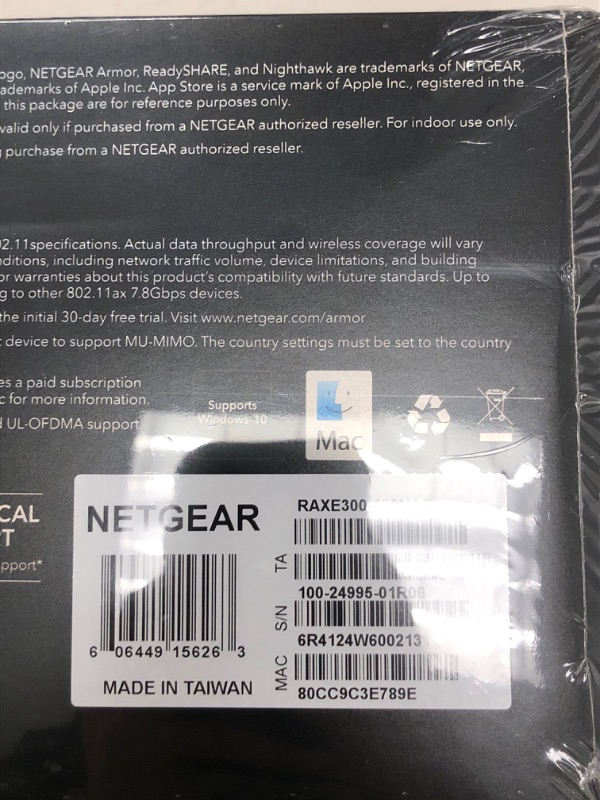 ogo, NETGEAR Armor, ReadySHARE, and Nighthawk are trademarks of NETGEAR,
ademarks of Apple Inc. App Store is a service mark of Apple Inc., registered in the
this package are for reference purposes only.
valid only if purchased from a NETGEAR authorized reseller. For indoor use only.
purchase from a NETGEAR authorized reseller.
02.11specifications. Actual data throughput and wireless coverage will vary
nditions, including network traffic volume, device limitations, and building
or warranties about this product's compatibility with future standards. Up to
g to other 802.11ax 7.8Gbps devices.
the initial 30-day free trial. Visit www.netgear.com/armor
device to support MU-MIMO. The country settings must be set to the country
es a paid subscription
c for more information.
UL-OFDMA support
Supports
Windows 10
Mac
CAL
T
pport*
NETGEAR
6 06449 15626 3
MADE IN TAIWAN
RAXE300
TA
100-24995-01R06
S/N
6R4124W600213
MAC
80CC9C3E789E